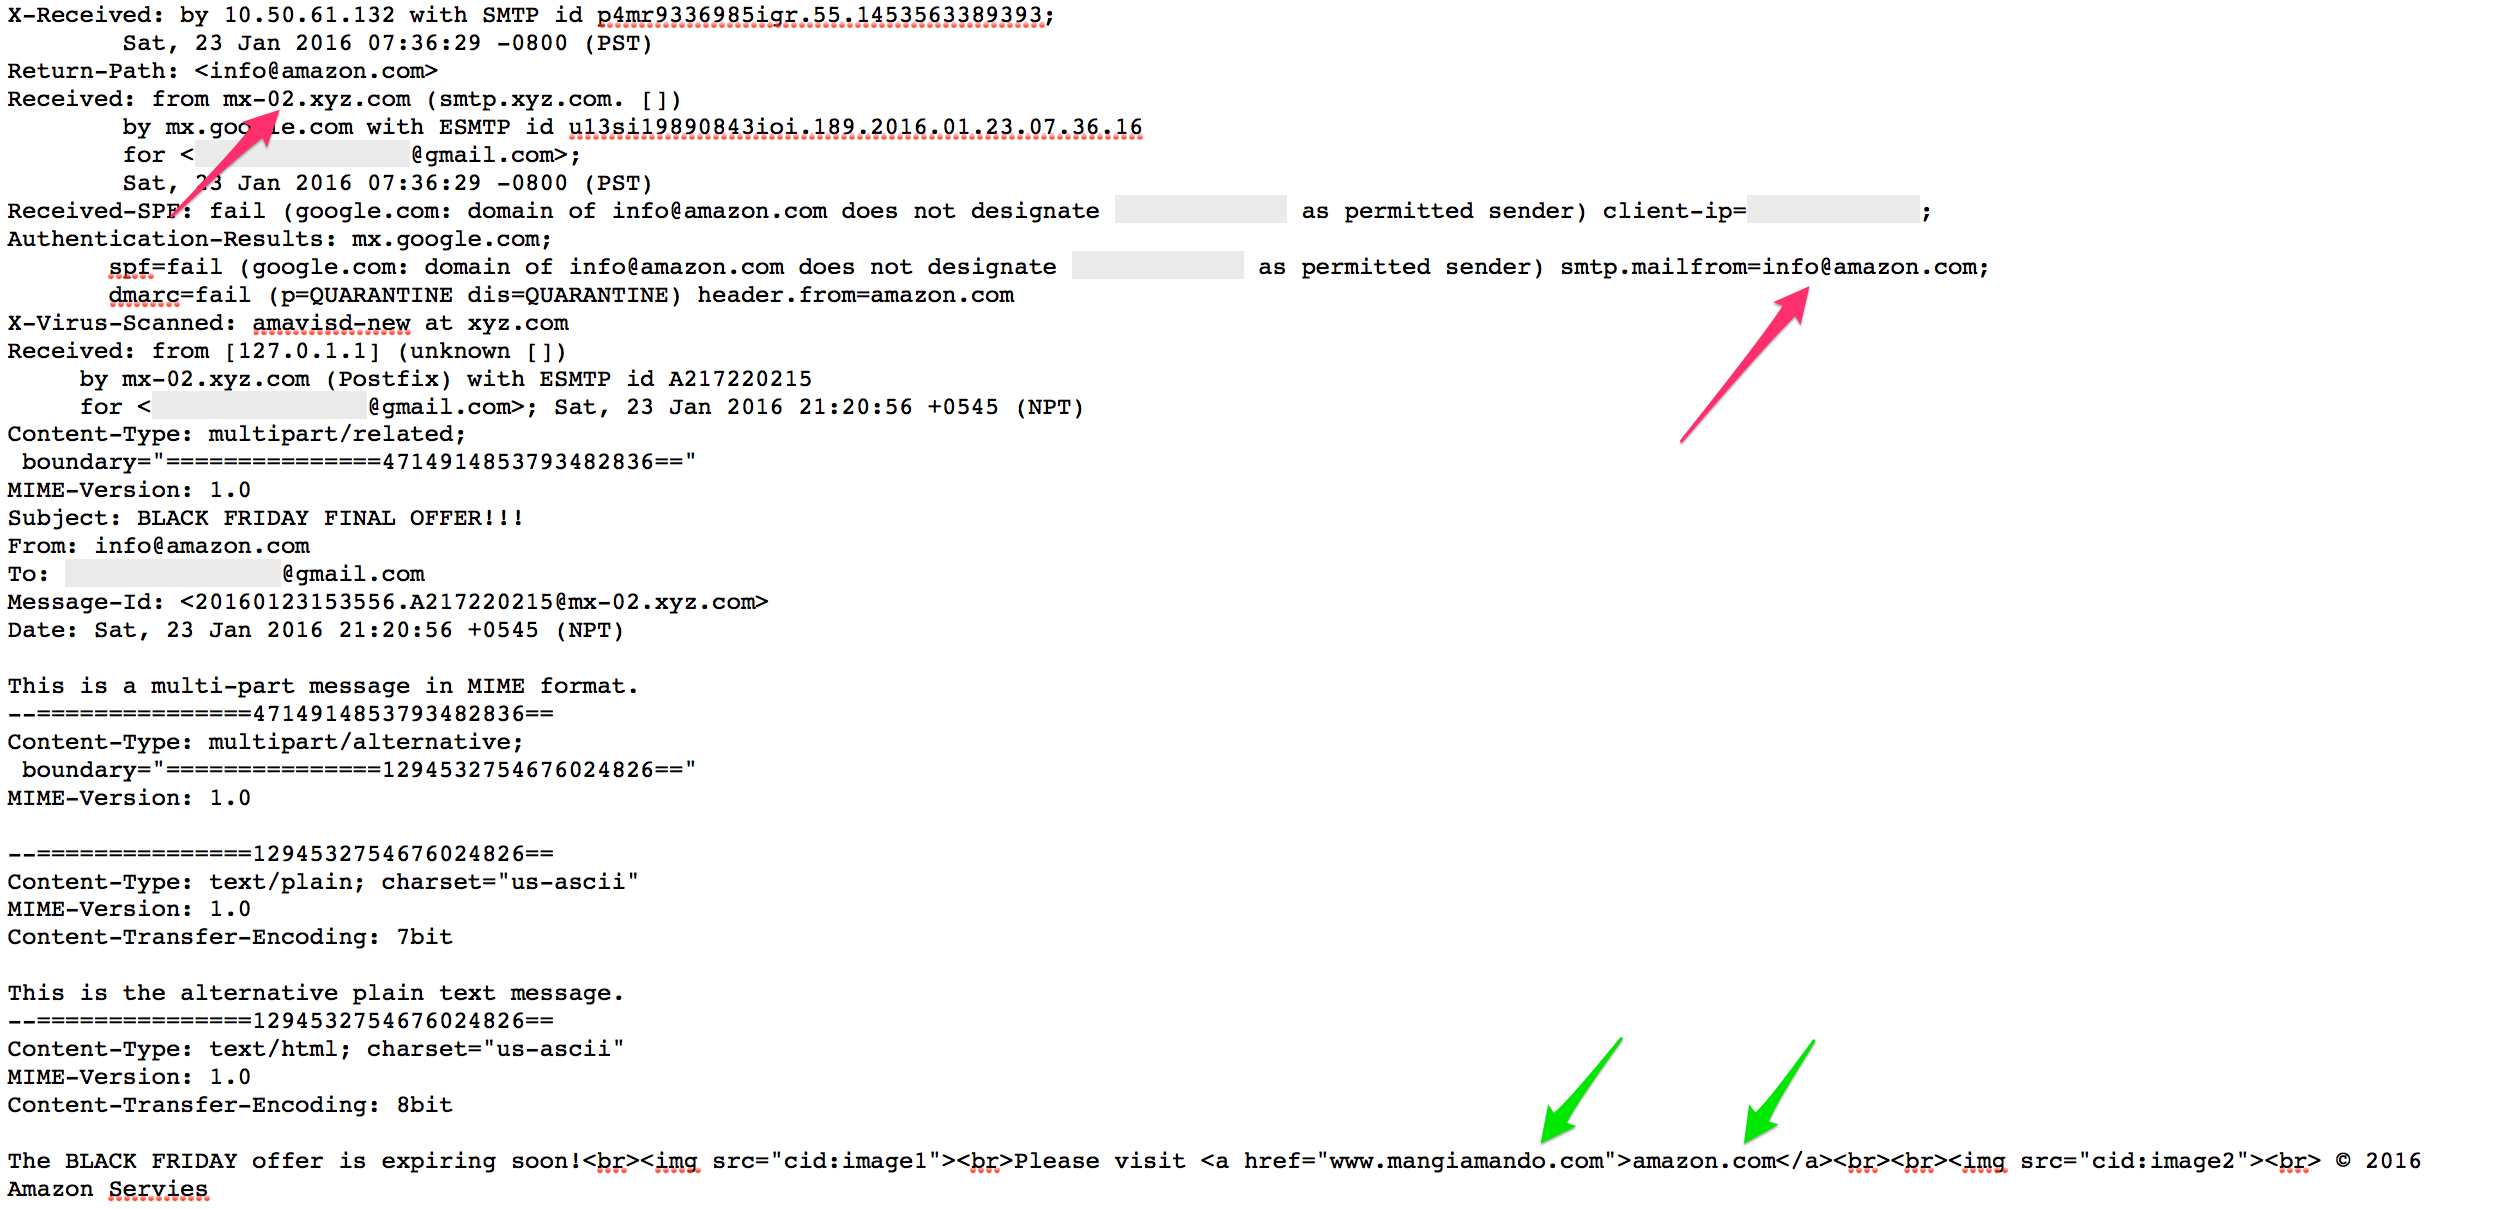 X-Received: by 10.50.61.132 with SMTP id p4mr9336985igr.55.1453563389393;
Sat, 23 Jan 2016 07:36:29 -0800 (PST)
Return-Path: <info@amazon.com>
Received: from mx-02.xyz.com (smtp.xyz.com. [])
by mx.google.com with ESMTP id u13si19890843ioi.189.2016.01.23.07.36.16
for <@gmail.com>;
Sat, 23 Jan 2016 07:36:29 -0800 (PST)
Received-SPF: fail (google.com: domain of info@amazon.com does not designate as permitted sender) client-ip=;
Authentication-Results: mx.google.com;
spf=fail (google.com: domain of info@amazon.com does not designate as permitted sender) smtp.mailfrom=info@amazon.com;
dmarc=fail (p=QUARANTINE dis=QUARANTINE) header.from=amazon.com
X-Virus-Scanned: amavisd-new at xyz.com
Received: from [127.0.1.1] (unknown [])
by mx-02.xyz.com (Postfix) with ESMTP id A217220215
for <@gmail.com>; Sat, 23 Jan 2016 21:20:56 +0545 (NPT)
Content-Type: multipart/related;
boundary="===============4714914853793482836=="
MIME-Version: 1.0
Subject: BLACK FRIDAY FINAL OFFER!!!
From: info@amazon.com
To: @gmail.com
Message-Id: <20160123153556.A217220215@mx-02.xyz.com>
Date: Sat, 23 Jan 2016 21:20:56 +0545 (NPT)
This is a multi-part message in MIME format.
--===============4714914853793482836==
Content-Type: multipart/alternative;
boundary="===============1294532754676024826=="
MIME-Version: 1.0
--===============1294532754676024826==
Content-Type: text/plain; charset="us-ascii"
MIME-Version: 1.0
Content-Transfer-Encoding: 7bit
This is the alternative plain text message.
--===============1294532754676024826==
Content-Type: text/html; charset="us-ascii"
MIME-Version: 1.0
Content-Transfer-Encoding: 8bit
The BLACK FRIDAY offer is expiring soon!<br><img src="cid:image1"><br>Please visit <a href="www.mangiamando.com">amazon.com</a><br><br><img src="cid:image2"><br> © 2016
Amazon Servies